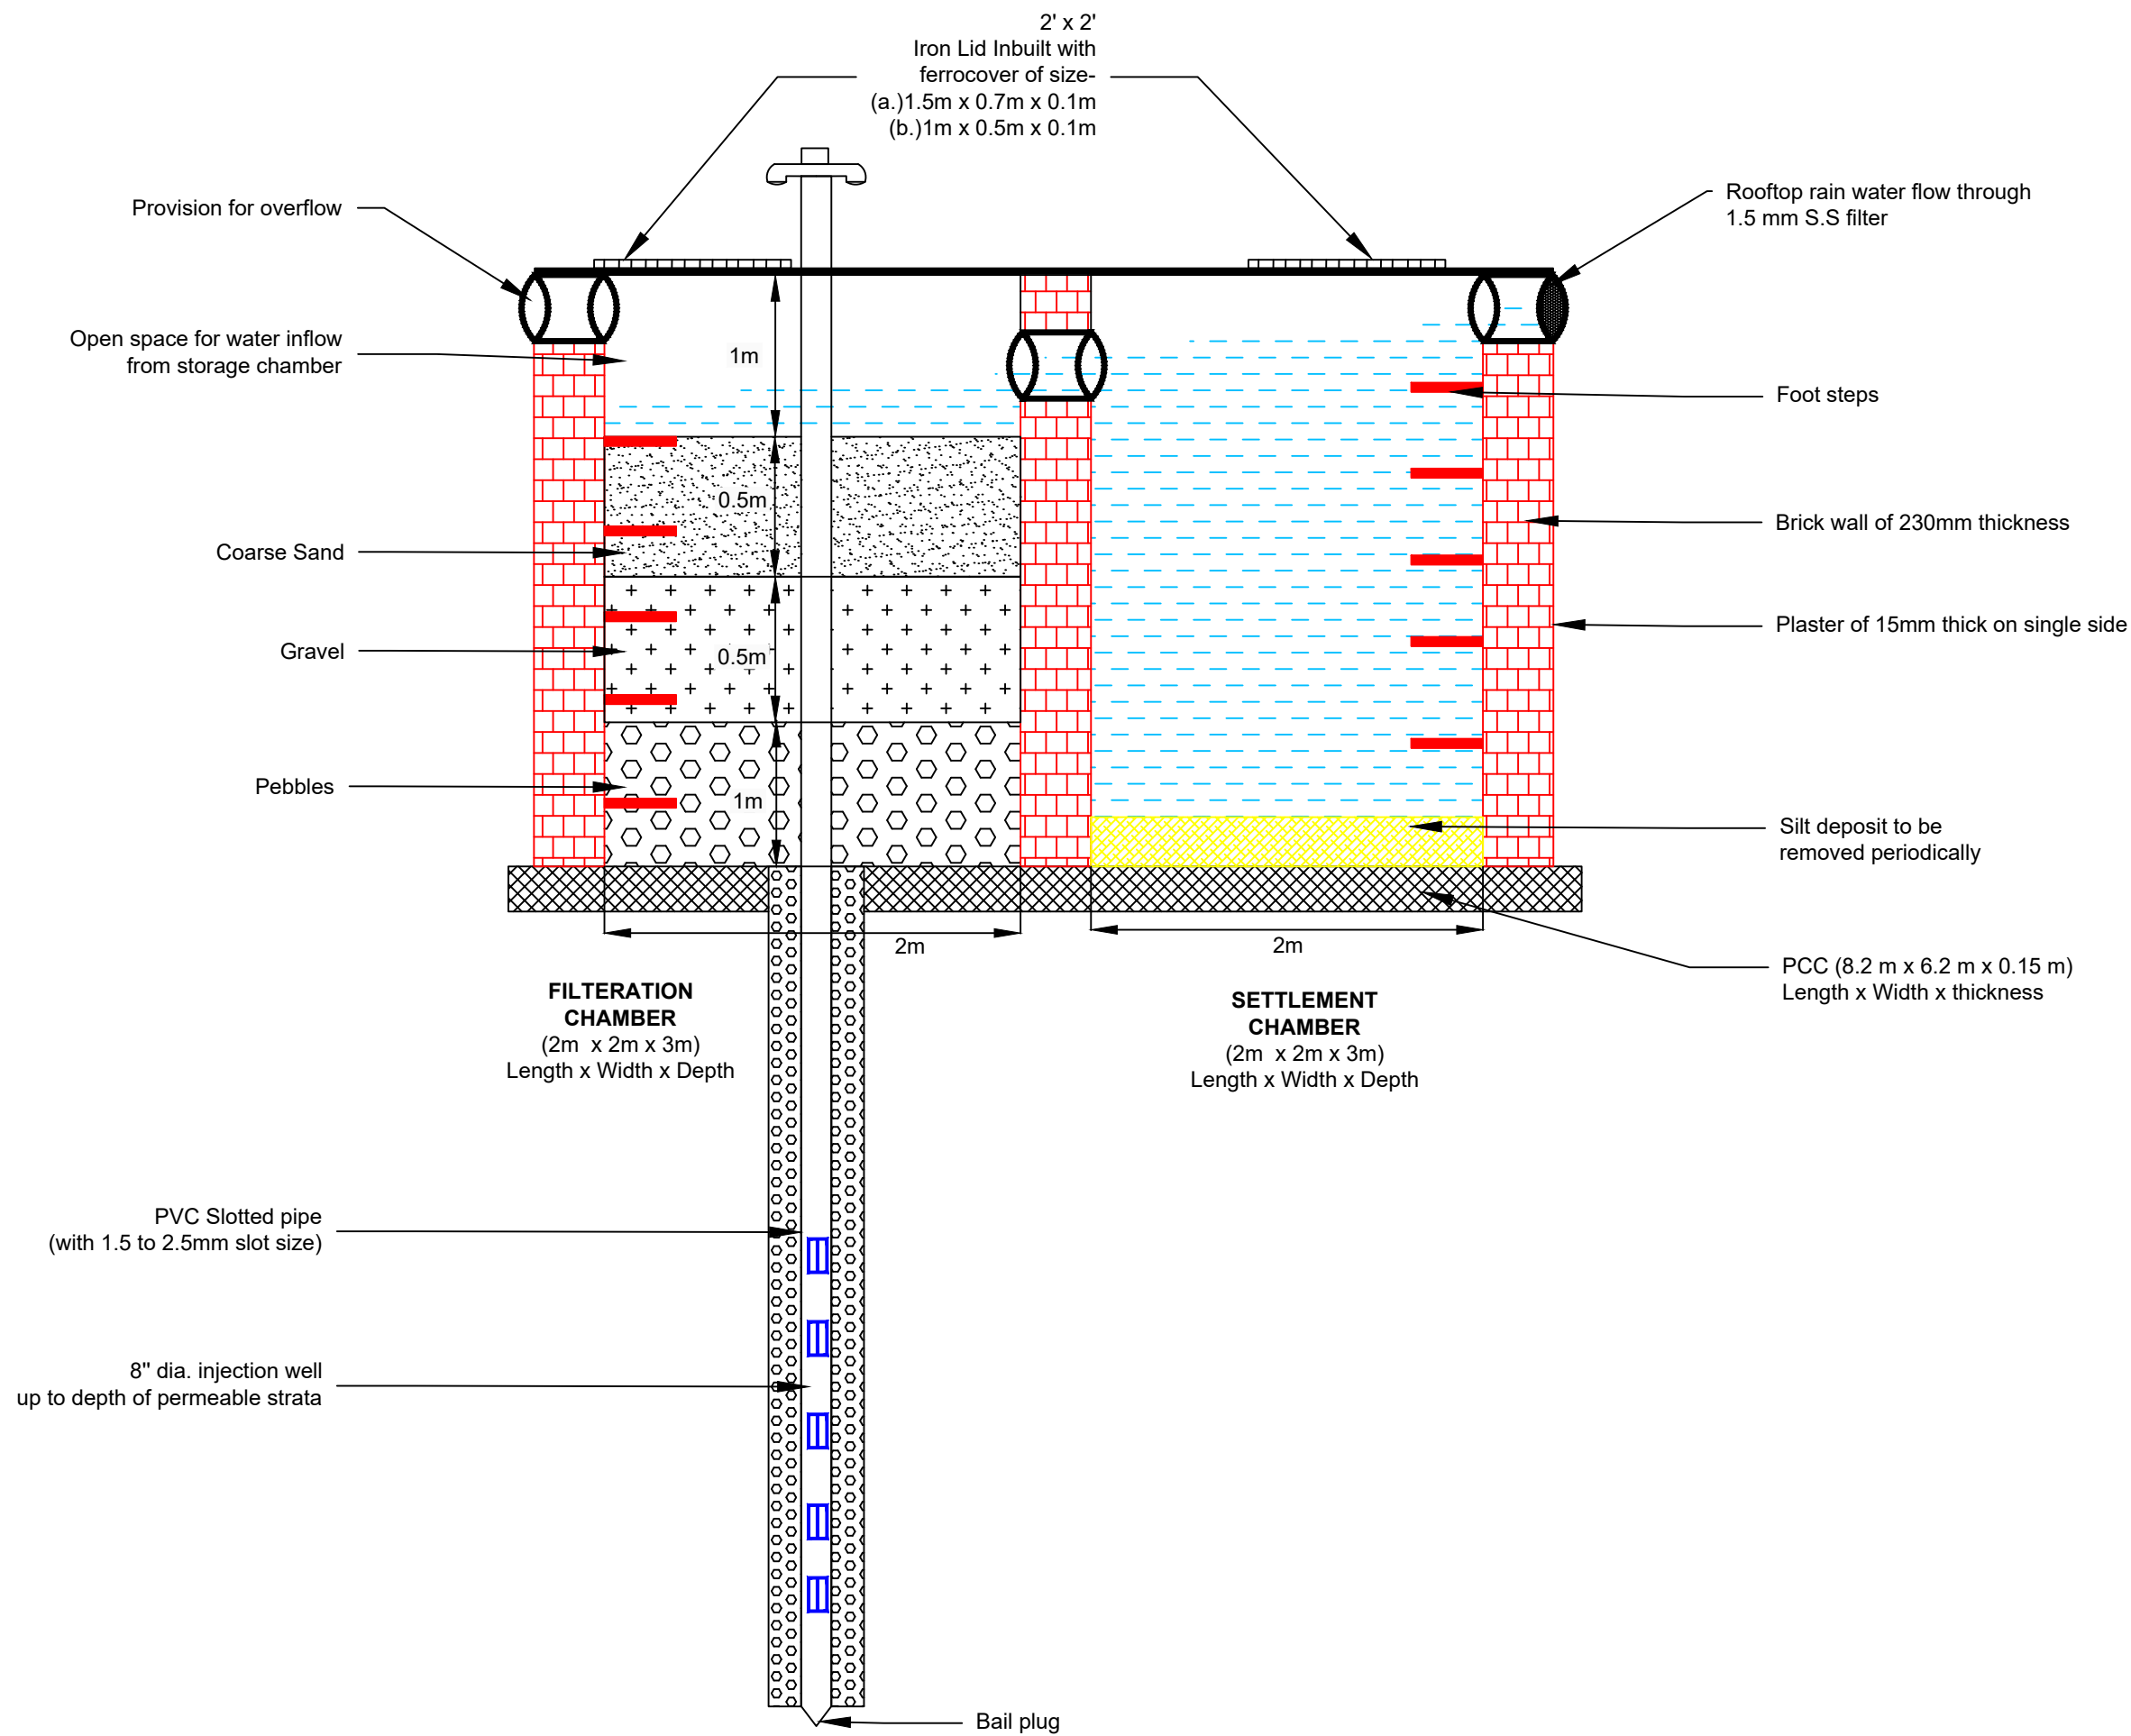 2' x 2'
Iron Lid Inbuilt with
ferrocover of size-
(a.)1.5m x 0.7m x 0.1m
(b.)1m x 0.5m x 0.1m
Provision for overflow
Rooftop rain water flow through
1.5 mm S.S filter
Open space for water inflow
from storage chamber
1m
Foot steps
0.5m
Brick wall of 230mm thickness
Coarse Sand
Plaster of 15mm thick on single side
Gravel
0.5m
Pebbles
1m
Silt deposit to be
removed periodically
2m
2m
PCC (8.2 m x 6.2 m x 0.15 m)
Length x Width x thickness
FILTERATION
CHAMBER
(2m x 2m x 3m)
Length x Width x Depth
SETTLEMENT
CHAMBER
(2m x 2m x 3m)
Length x Width x Depth
PVC Slotted pipe
(with 1.5 to 2.5mm slot size)
8" dia. injection well
up to depth of permeable strata
Bail plug